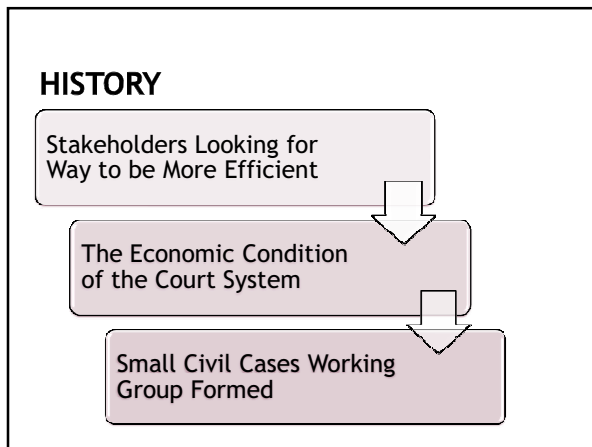 HISTORY
Stakeholders Looking for
Way to be More Efficient
The Economic Condition
of the Court System
Small Civil Cases Working
Group Formed